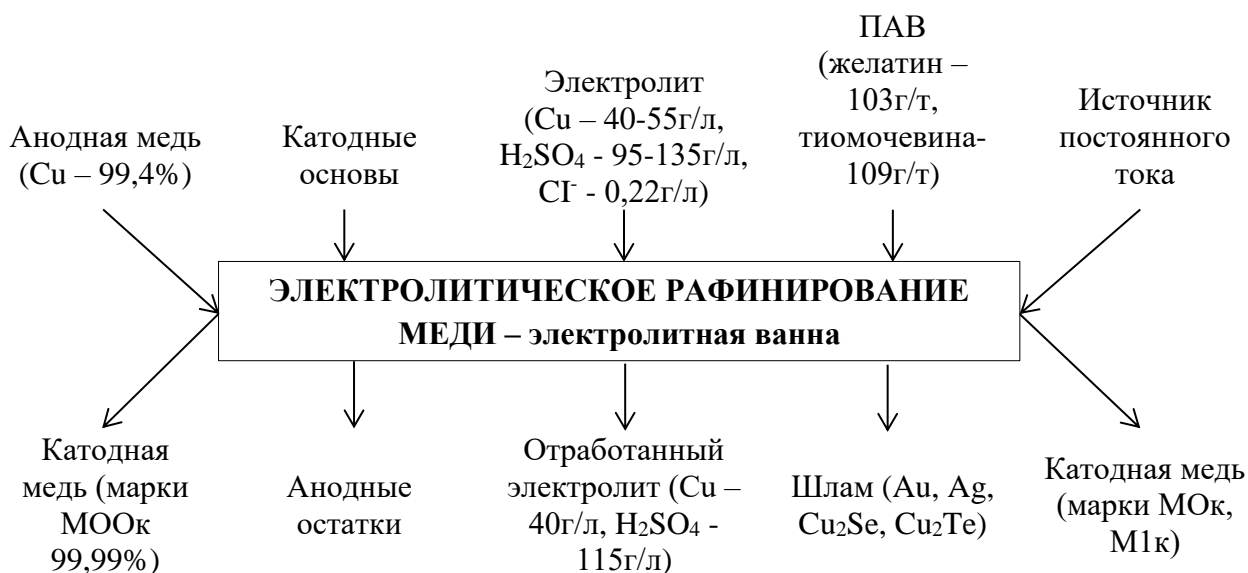 Анодная медь
(Cu – 99,4%)
Катодные
основы
Электролит
(Cu – 40-55г/л,
H₂SO₄ - 95-135г/л,
CI⁻ - 0,22г/л)
ПАВ
(желатин –
103г/т,
тиомочевина-
109г/т)
Источник
постоянного
тока
ЭЛЕКТРОЛИТИЧЕСКОЕ РАФИНИРОВАНИЕ
МЕДИ – электролитная ванна
Катодная
медь (марки
МООк
99,99%)
Анодные
остатки
Отработанный
электролит (Cu –
40г/л, H₂SO₄ -
115г/л)
Шлам (Au, Ag,
Cu₂Se, Cu₂Te)
Катодная медь
(марки МОк,
М1к)